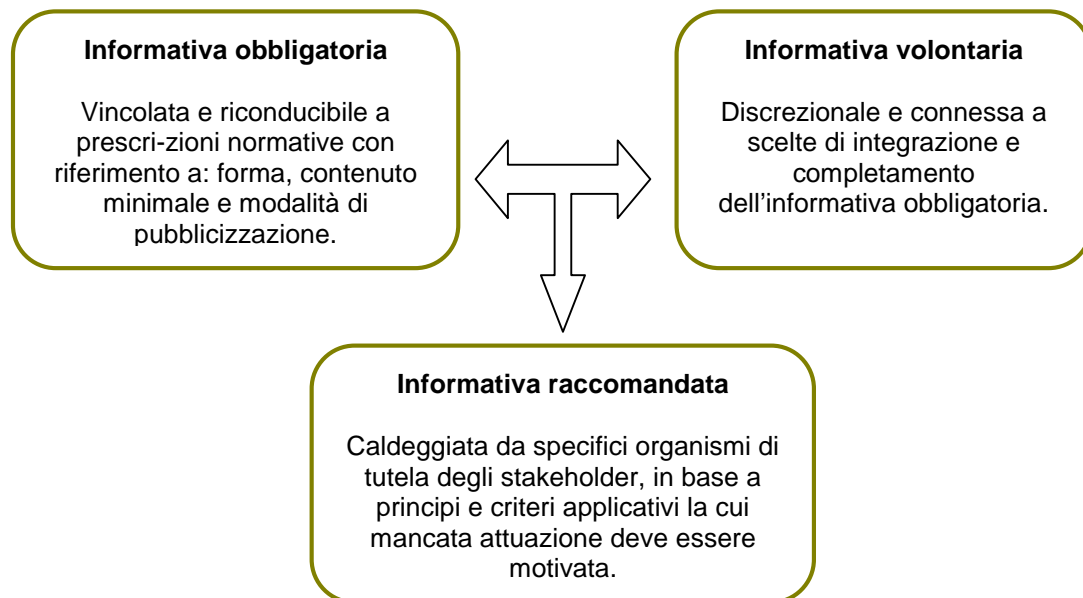 Informativa obbligatoria
Vincolata e riconducibile a
prescri-zioni normative con
riferimento a: forma, contenuto
minimale e modalità di
pubblicizzazione.
Informativa volontaria
Discrezionale e connessa a
scelte di integrazione e
completamento
dell’informativa obbligatoria.
Informativa raccomandata
Caldeggiata da specifici organismi di
tutela degli stakeholder, in base a
principi e criteri applicativi la cui
mancata attuazione deve essere
motivata.